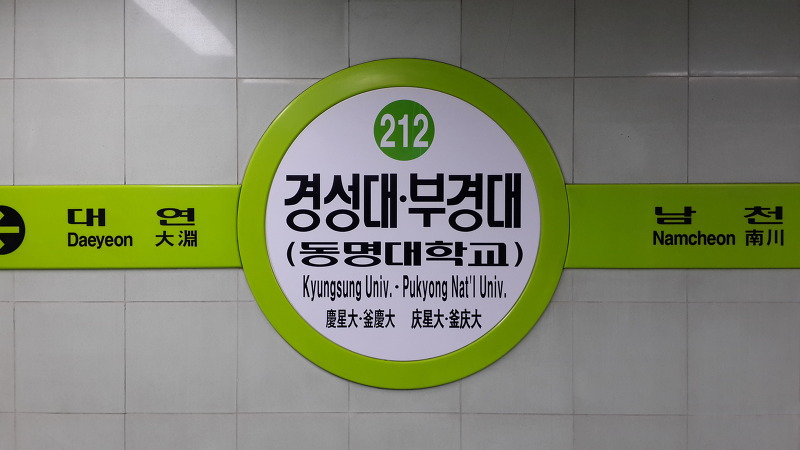 212
경성대·부경대
(동명대학교)
Kyungsung Univ. · Pukyong Nat'l Univ.
慶星大·釜慶大 庆星大·釜庆大
대 연
Daeyeon 大淵
남 천
Namcheon 南川